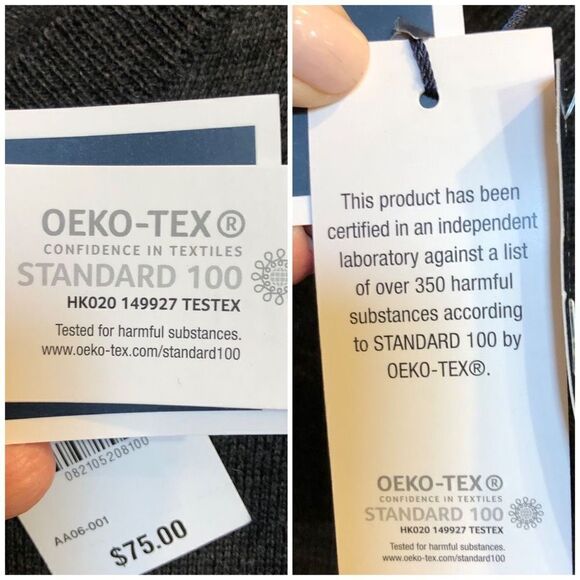 OEKO-TEX®
CONFIDENCE IN TEXTILES
STANDARD 100
HK020 149927 TESTEX
Tested for harmful substances.
www.oeko-tex.com/standard100
082105208100
AA06-001
$75.00
This product has been
certified in an independent
laboratory against a list
of over 350 harmful
substances according
to STANDARD 100 by
OEKO-TEX®.
OEKO-TEX®
CONFIDENCE IN TEXTILES
STANDARD 100
HK020 149927 TESTEX
Tested for harmful substances.
www.oeko-tex.com/standard100